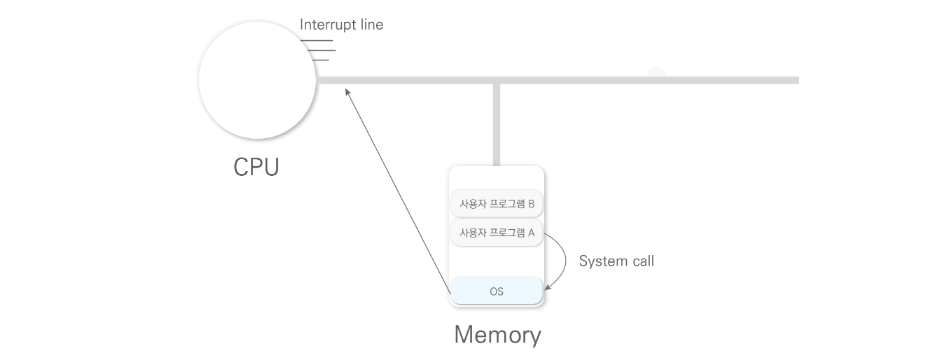 Interrupt line
CPU
사용자 프로그램 B
사용자 프로그램 A
System call
OS
Memory